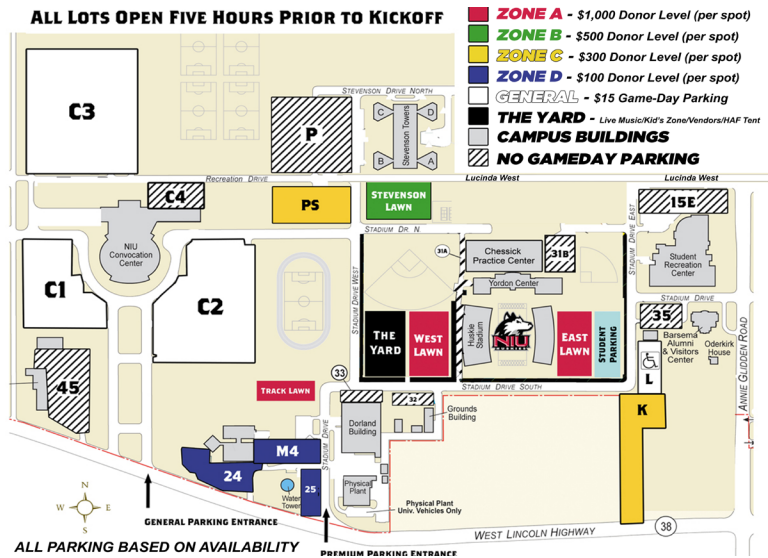 ALL LOTS OPEN FIVE HOURS PRIOR TO KICKOFF
ZONE A - $1,000 Donor Level (per spot)
ZONE B - $500 Donor Level (per spot)
ZONE C - $300 Donor Level (per spot)
ZONE D - $100 Donor Level (per spot)
GENERAL - $15 Game-Day Parking
THE YARD - Live Music/Kid's Zone/Vendors/HAF Tent
CAMPUS BUILDINGS
NO GAMEDAY PARKING
C3
P
STEVENSON DRIVE NORTH
C
D
Stevenson Towers
B
A
Recreation DRIVE
Lucinda West
Lucinda West
C4
PS
STEVENSON
LAWN
15E
STADIUM DR. N.
STADIUM DRIVE EAST
NIU
Convocation
Center
31A
Chessick
Practice Center
31B
Student
Recreation
Center
C1
C2
STADIUM DRIVE WEST
Yordon Center
STADIUM DRIVE
THE
YARD
WEST
LAWN
Huskie
Stadium
NIU
HUSKIES
EAST
LAWN
STUDENT
PARKING
35
Barsema
Alumni
& Visitors
Center
Oderkirk
House
ANNIE GLIDDEN ROAD
45
33
TRACK LAWN
32
STADIUM DRIVE SOUTH
L
K
Dorland
Building
Grounds
Building
STADIUM DRIVE
M4
24
25
Water
Tower
Physical
Plant
Physical Plant
Univ. Vehicles Only
N
W
E
S
GENERAL PARKING ENTRANCE
WEST LINCOLN HIGHWAY
38
ALL PARKING BASED ON AVAILABILITY
PREMIUM PARKING ENTRANCE